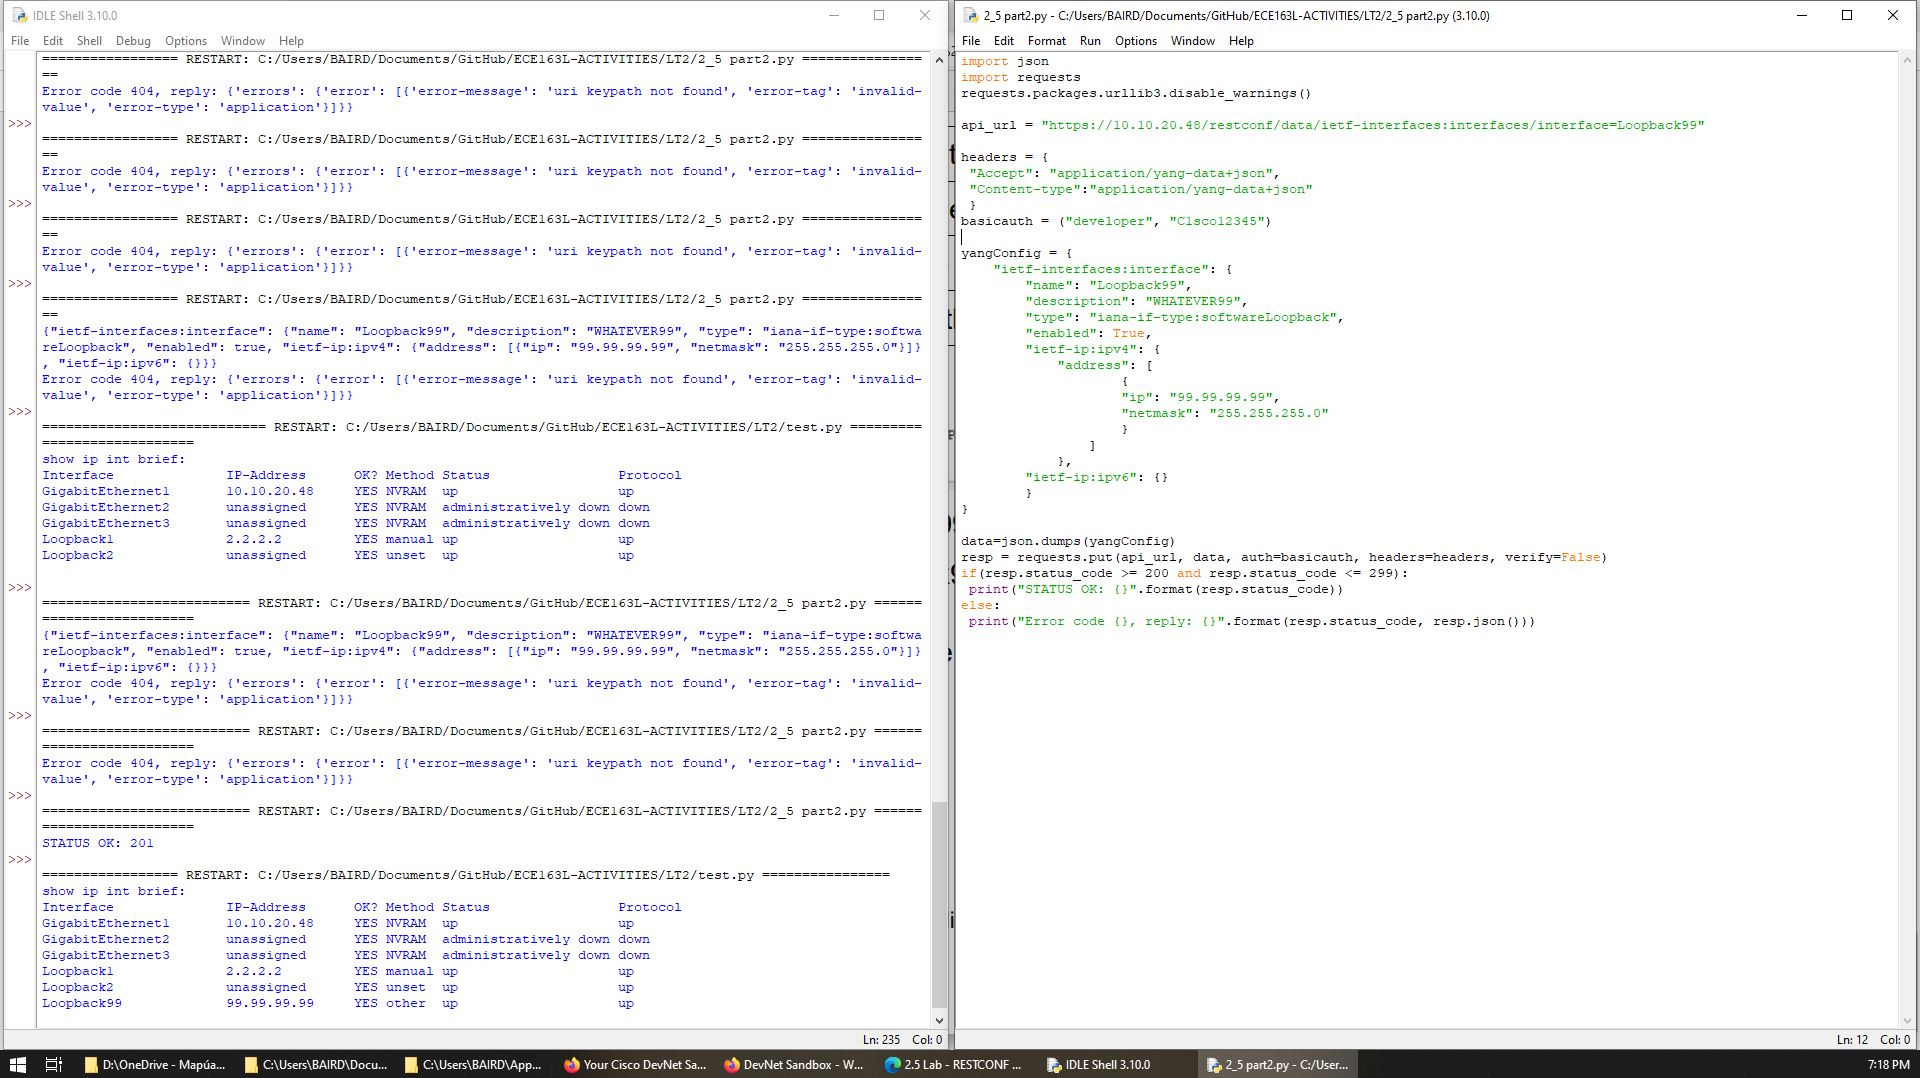 IDLE Shell 3.10.0
File Edit Shell Debug Options Window Help
================= RESTART: C:/Users/BAIRD/Documents/GitHub/ECE163L-ACTIVITIES/LT2/2_5 part2.py ===============
==
Error code 404, reply: {'errors': {'error': [{'error-message': 'uri keypath not found', 'error-tag': 'invalid-
value', 'error-type': 'application'}]}}
>>>
================= RESTART: C:/Users/BAIRD/Documents/GitHub/ECE163L-ACTIVITIES/LT2/2_5 part2.py ===============
==
Error code 404, reply: {'errors': {'error': [{'error-message': 'uri keypath not found', 'error-tag': 'invalid-
value', 'error-type': 'application'}]}}
>>>
================= RESTART: C:/Users/BAIRD/Documents/GitHub/ECE163L-ACTIVITIES/LT2/2_5 part2.py ===============
==
Error code 404, reply: {'errors': {'error': [{'error-message': 'uri keypath not found', 'error-tag': 'invalid-
value', 'error-type': 'application'}]}}
>>>
================= RESTART: C:/Users/BAIRD/Documents/GitHub/ECE163L-ACTIVITIES/LT2/2_5 part2.py ===============
==
{"ietf-interfaces:interface": {"name": "Loopback99", "description": "WHATEVER99", "type": "iana-if-type:softwa
reLoopback", "enabled": true, "ietf-ip:ipv4": {"address": [{"ip": "99.99.99.99", "netmask": "255.255.255.0"}]}
, "ietf-ip:ipv6": {}}}
Error code 404, reply: {'errors': {'error': [{'error-message': 'uri keypath not found', 'error-tag': 'invalid-
value', 'error-type': 'application'}]}}
>>>
============================ RESTART: C:/Users/BAIRD/Documents/GitHub/ECE163L-ACTIVITIES/LT2/test.py =========
===================
show ip int brief:
Interface IP-Address OK? Method Status Protocol
GigabitEthernet1 10.10.20.48 YES NVRAM up up
GigabitEthernet2 unassigned YES NVRAM administratively down down
GigabitEthernet3 unassigned YES NVRAM administratively down down
Loopback1 2.2.2.2 YES manual up up
Loopback2 unassigned YES unset up up
>>>
========================== RESTART: C:/Users/BAIRD/Documents/GitHub/ECE163L-ACTIVITIES/LT2/2_5 part2.py ======
===================
{"ietf-interfaces:interface": {"name": "Loopback99", "description": "WHATEVER99", "type": "iana-if-type:softwa
reLoopback", "enabled": true, "ietf-ip:ipv4": {"address": [{"ip": "99.99.99.99", "netmask": "255.255.255.0"}]}
, "ietf-ip:ipv6": {}}}
Error code 404, reply: {'errors': {'error': [{'error-message': 'uri keypath not found', 'error-tag': 'invalid-
value', 'error-type': 'application'}]}}
>>>
========================== RESTART: C:/Users/BAIRD/Documents/GitHub/ECE163L-ACTIVITIES/LT2/2_5 part2.py ======
===================
Error code 404, reply: {'errors': {'error': [{'error-message': 'uri keypath not found', 'error-tag': 'invalid-
value', 'error-type': 'application'}]}}
>>>
========================== RESTART: C:/Users/BAIRD/Documents/GitHub/ECE163L-ACTIVITIES/LT2/2_5 part2.py ======
===================
STATUS OK: 201
>>>
================= RESTART: C:/Users/BAIRD/Documents/GitHub/ECE163L-ACTIVITIES/LT2/test.py ================
show ip int brief:
Interface IP-Address OK? Method Status Protocol
GigabitEthernet1 10.10.20.48 YES NVRAM up up
GigabitEthernet2 unassigned YES NVRAM administratively down down
GigabitEthernet3 unassigned YES NVRAM administratively down down
Loopback1 2.2.2.2 YES manual up up
Loopback2 unassigned YES unset up up
Loopback99 99.99.99.99 YES other up up
Ln: 235 Col: 0
2_5 part2.py - C:/Users/BAIRD/Documents/GitHub/ECE163L-ACTIVITIES/LT2/2_5 part2.py (3.10.0)
File Edit Format Run Options Window Help
import json
import requests
requests.packages.urllib3.disable_warnings()
api_url = "https://10.10.20.48/restconf/data/ietf-interfaces:interfaces/interface=Loopback99"
headers = {
"Accept": "application/yang-data+json",
"Content-type":"application/yang-data+json"
}
basicauth = ("developer", "C1sco12345")
yangConfig = {
"ietf-interfaces:interface": {
"name": "Loopback99",
"description": "WHATEVER99",
"type": "iana-if-type:softwareLoopback",
"enabled": True,
"ietf-ip:ipv4": {
"address": [
{
"ip": "99.99.99.99",
"netmask": "255.255.255.0"
}
]
},
"ietf-ip:ipv6": {}
}
}
data=json.dumps(yangConfig)
resp = requests.put(api_url, data, auth=basicauth, headers=headers, verify=False)
if(resp.status_code >= 200 and resp.status_code <= 299):
print("STATUS OK: {}".format(resp.status_code))
else:
print("Error code {}, reply: {}".format(resp.status_code, resp.json()))
Ln: 12 Col: 0
D:\OneDrive - Mapúa... C:\Users\BAIRD\Docu... C:\Users\BAIRD\App... Your Cisco DevNet Sa... DevNet Sandbox - W... 2.5 Lab - RESTCONF ... IDLE Shell 3.10.0 2_5 part2.py - C:/User... 7:18 PM